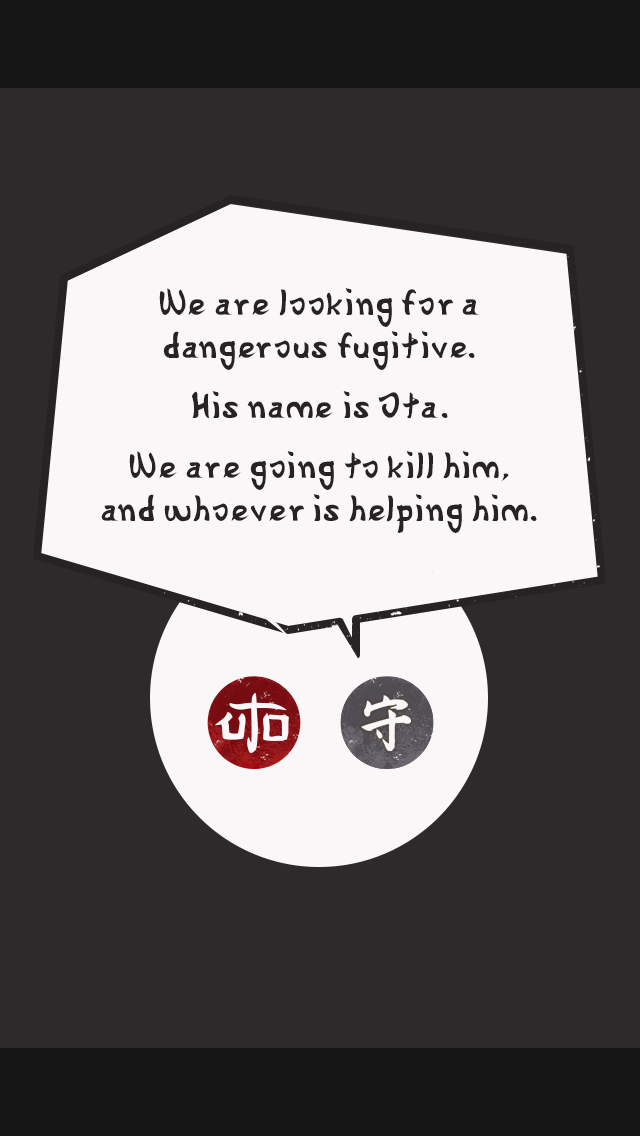 We are looking for a
dangerous fugitive.
His name is Ota.
We are going to kill him,
and whoever is helping him.
守